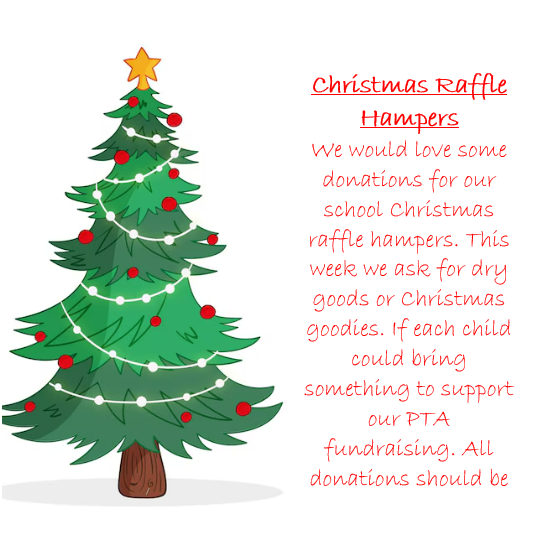 Christmas Raffle
Hampers
We would love some
donations for our
school Christmas
raffle hampers. This
week we ask for dry
goods or Christmas
goodies. If each child
could bring
something to support
our PTA
fundraising. All
donations should be